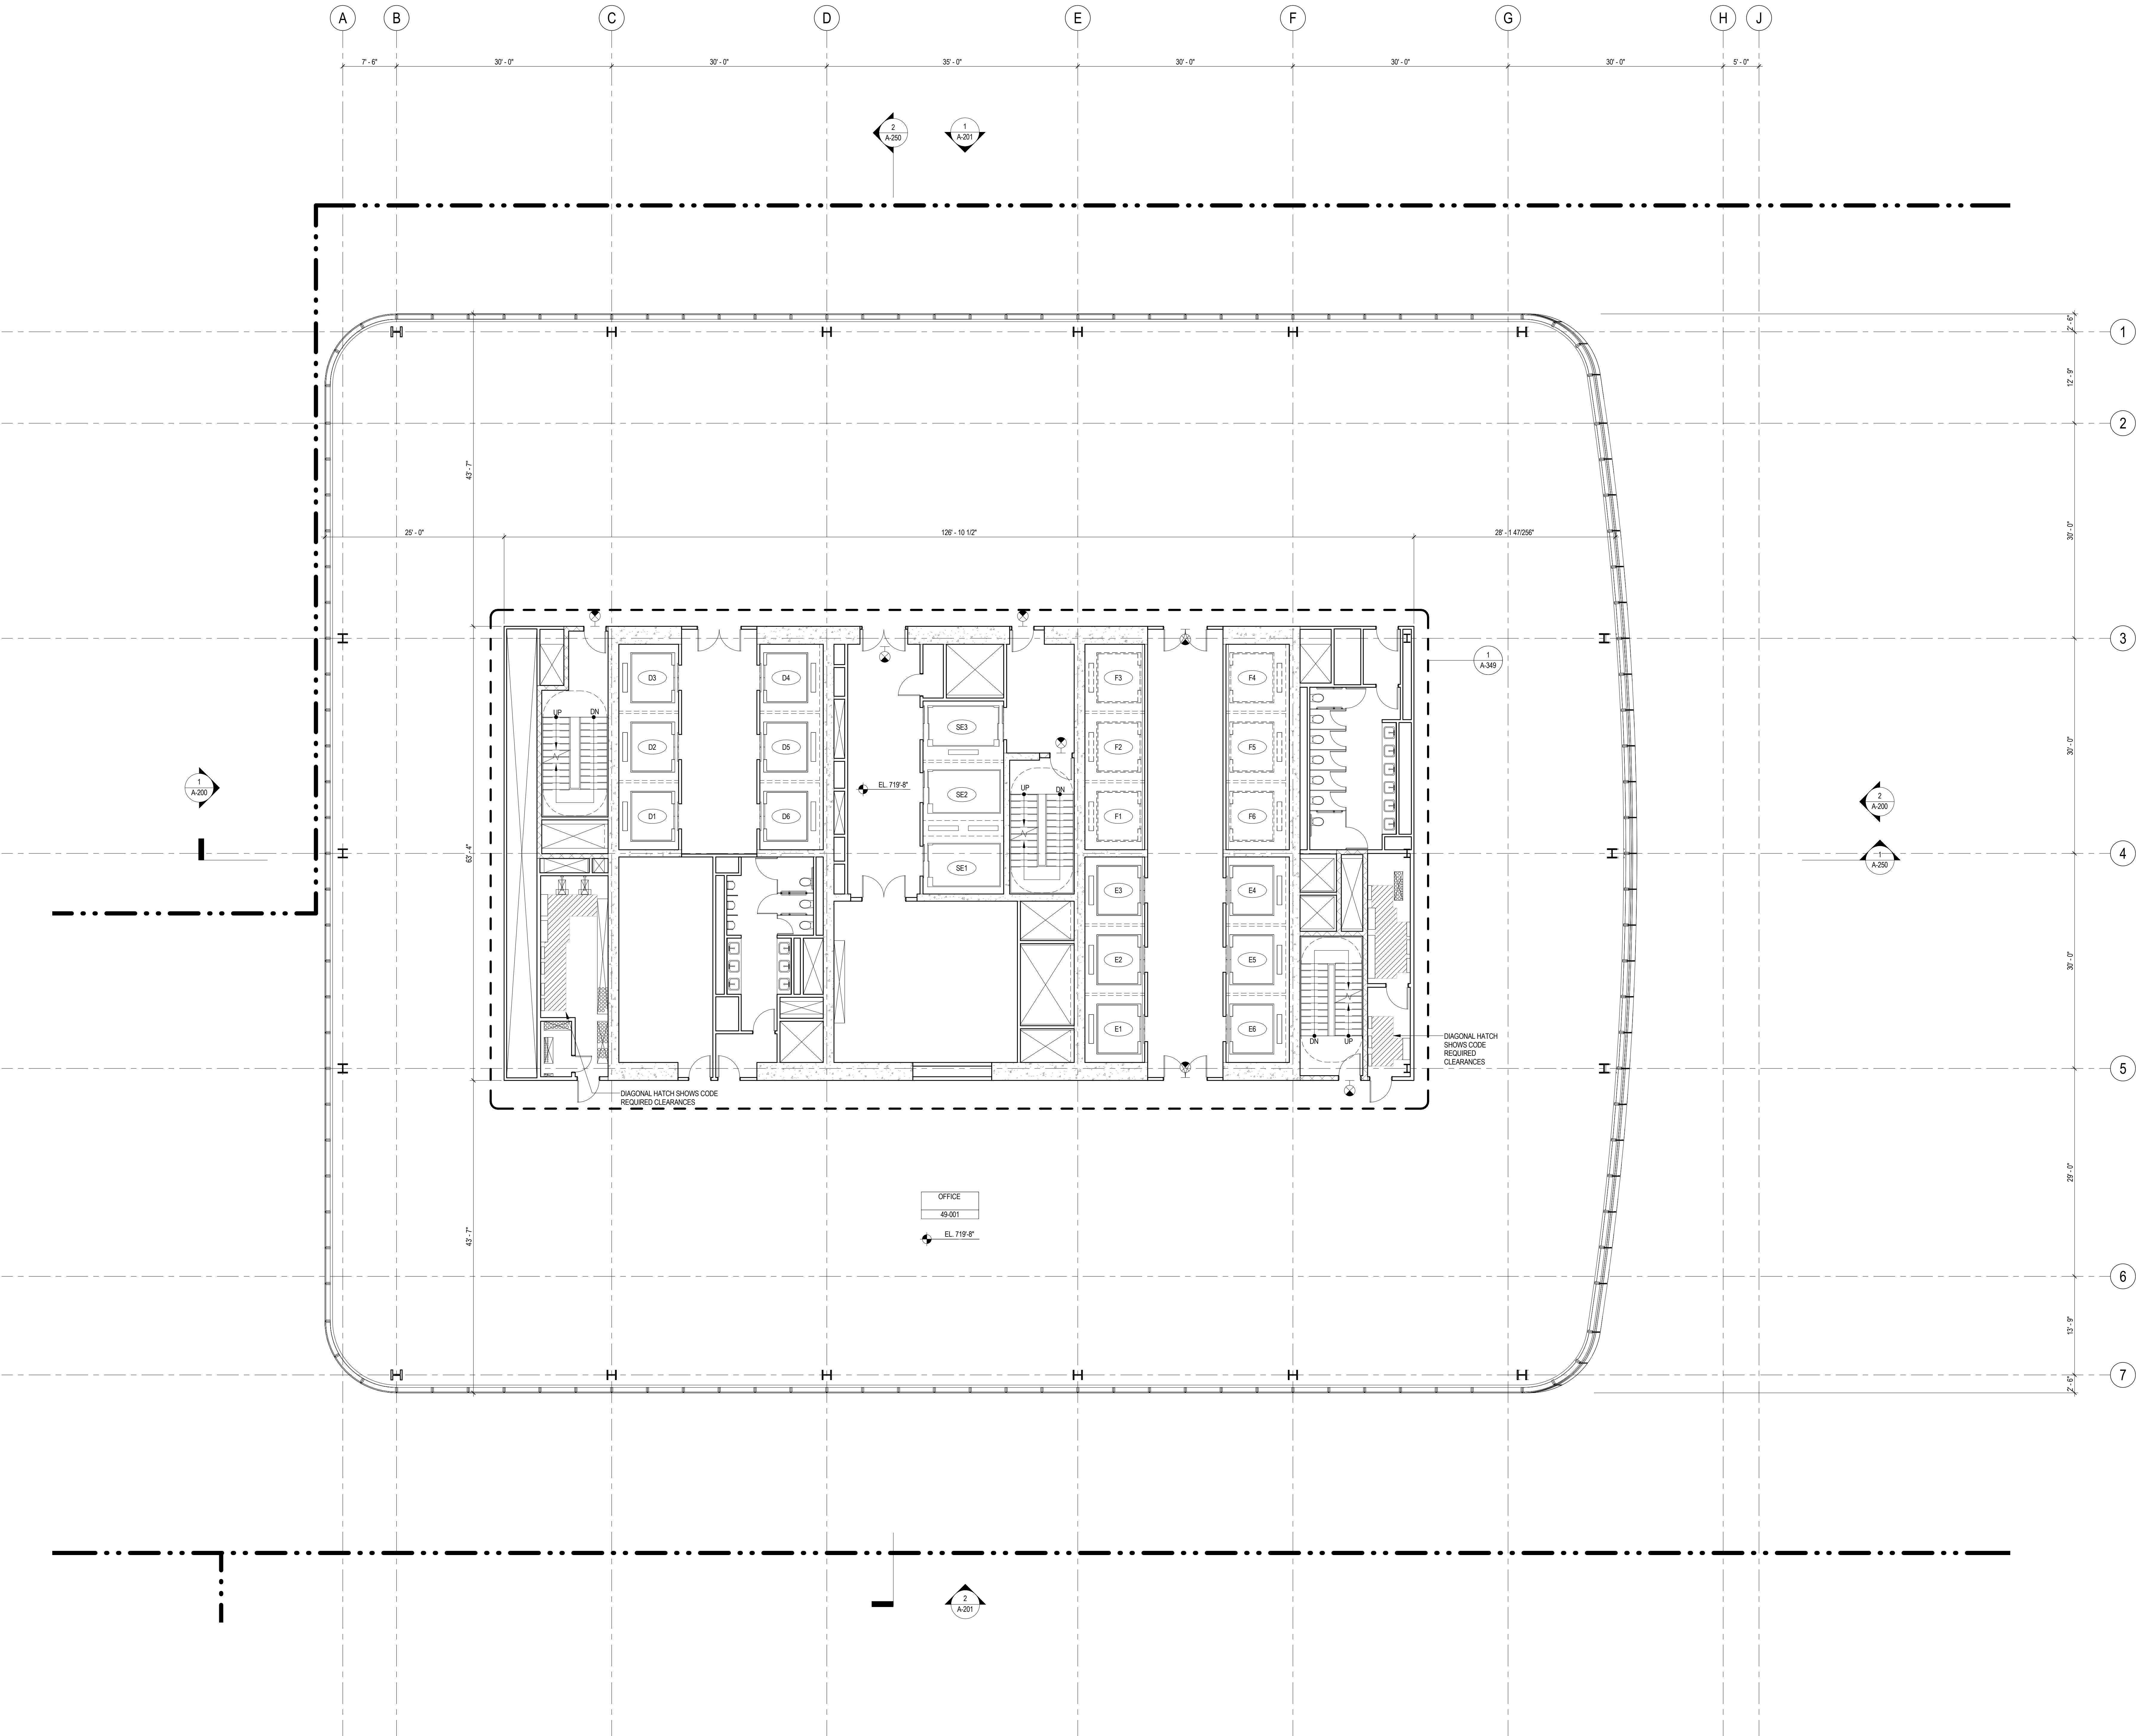 A
B
C
D
E
F
G
H
J
7' - 6"
30' - 0"
30' - 0"
35' - 0"
30' - 0"
30' - 0"
30' - 0"
5' - 0"
2
A-250
1
A-201
2' - 6"
1
12' - 9"
2
43' - 7"
25' - 0"
126' - 10 1/2"
28' - 1 47/256"
30' - 0"
3
1
A-349
D3
D4
F3
F4
UP
DN
SE3
D2
D5
F2
F5
30' - 0"
1
A-200
EL. 719'-8"
SE2
UP
DN
2
A-200
D1
D6
F1
F6
63' - 4"
4
1
A-250
SE1
E3
E4
E2
E5
30' - 0"
E1
E6
DN
UP
DIAGONAL HATCH
SHOWS CODE
REQUIRED
CLEARANCES
5
DIAGONAL HATCH SHOWS CODE
REQUIRED CLEARANCES
29' - 0"
OFFICE
49-001
EL. 719'-8"
43' - 7"
6
13' - 9"
7
2' - 6"
2
A-201